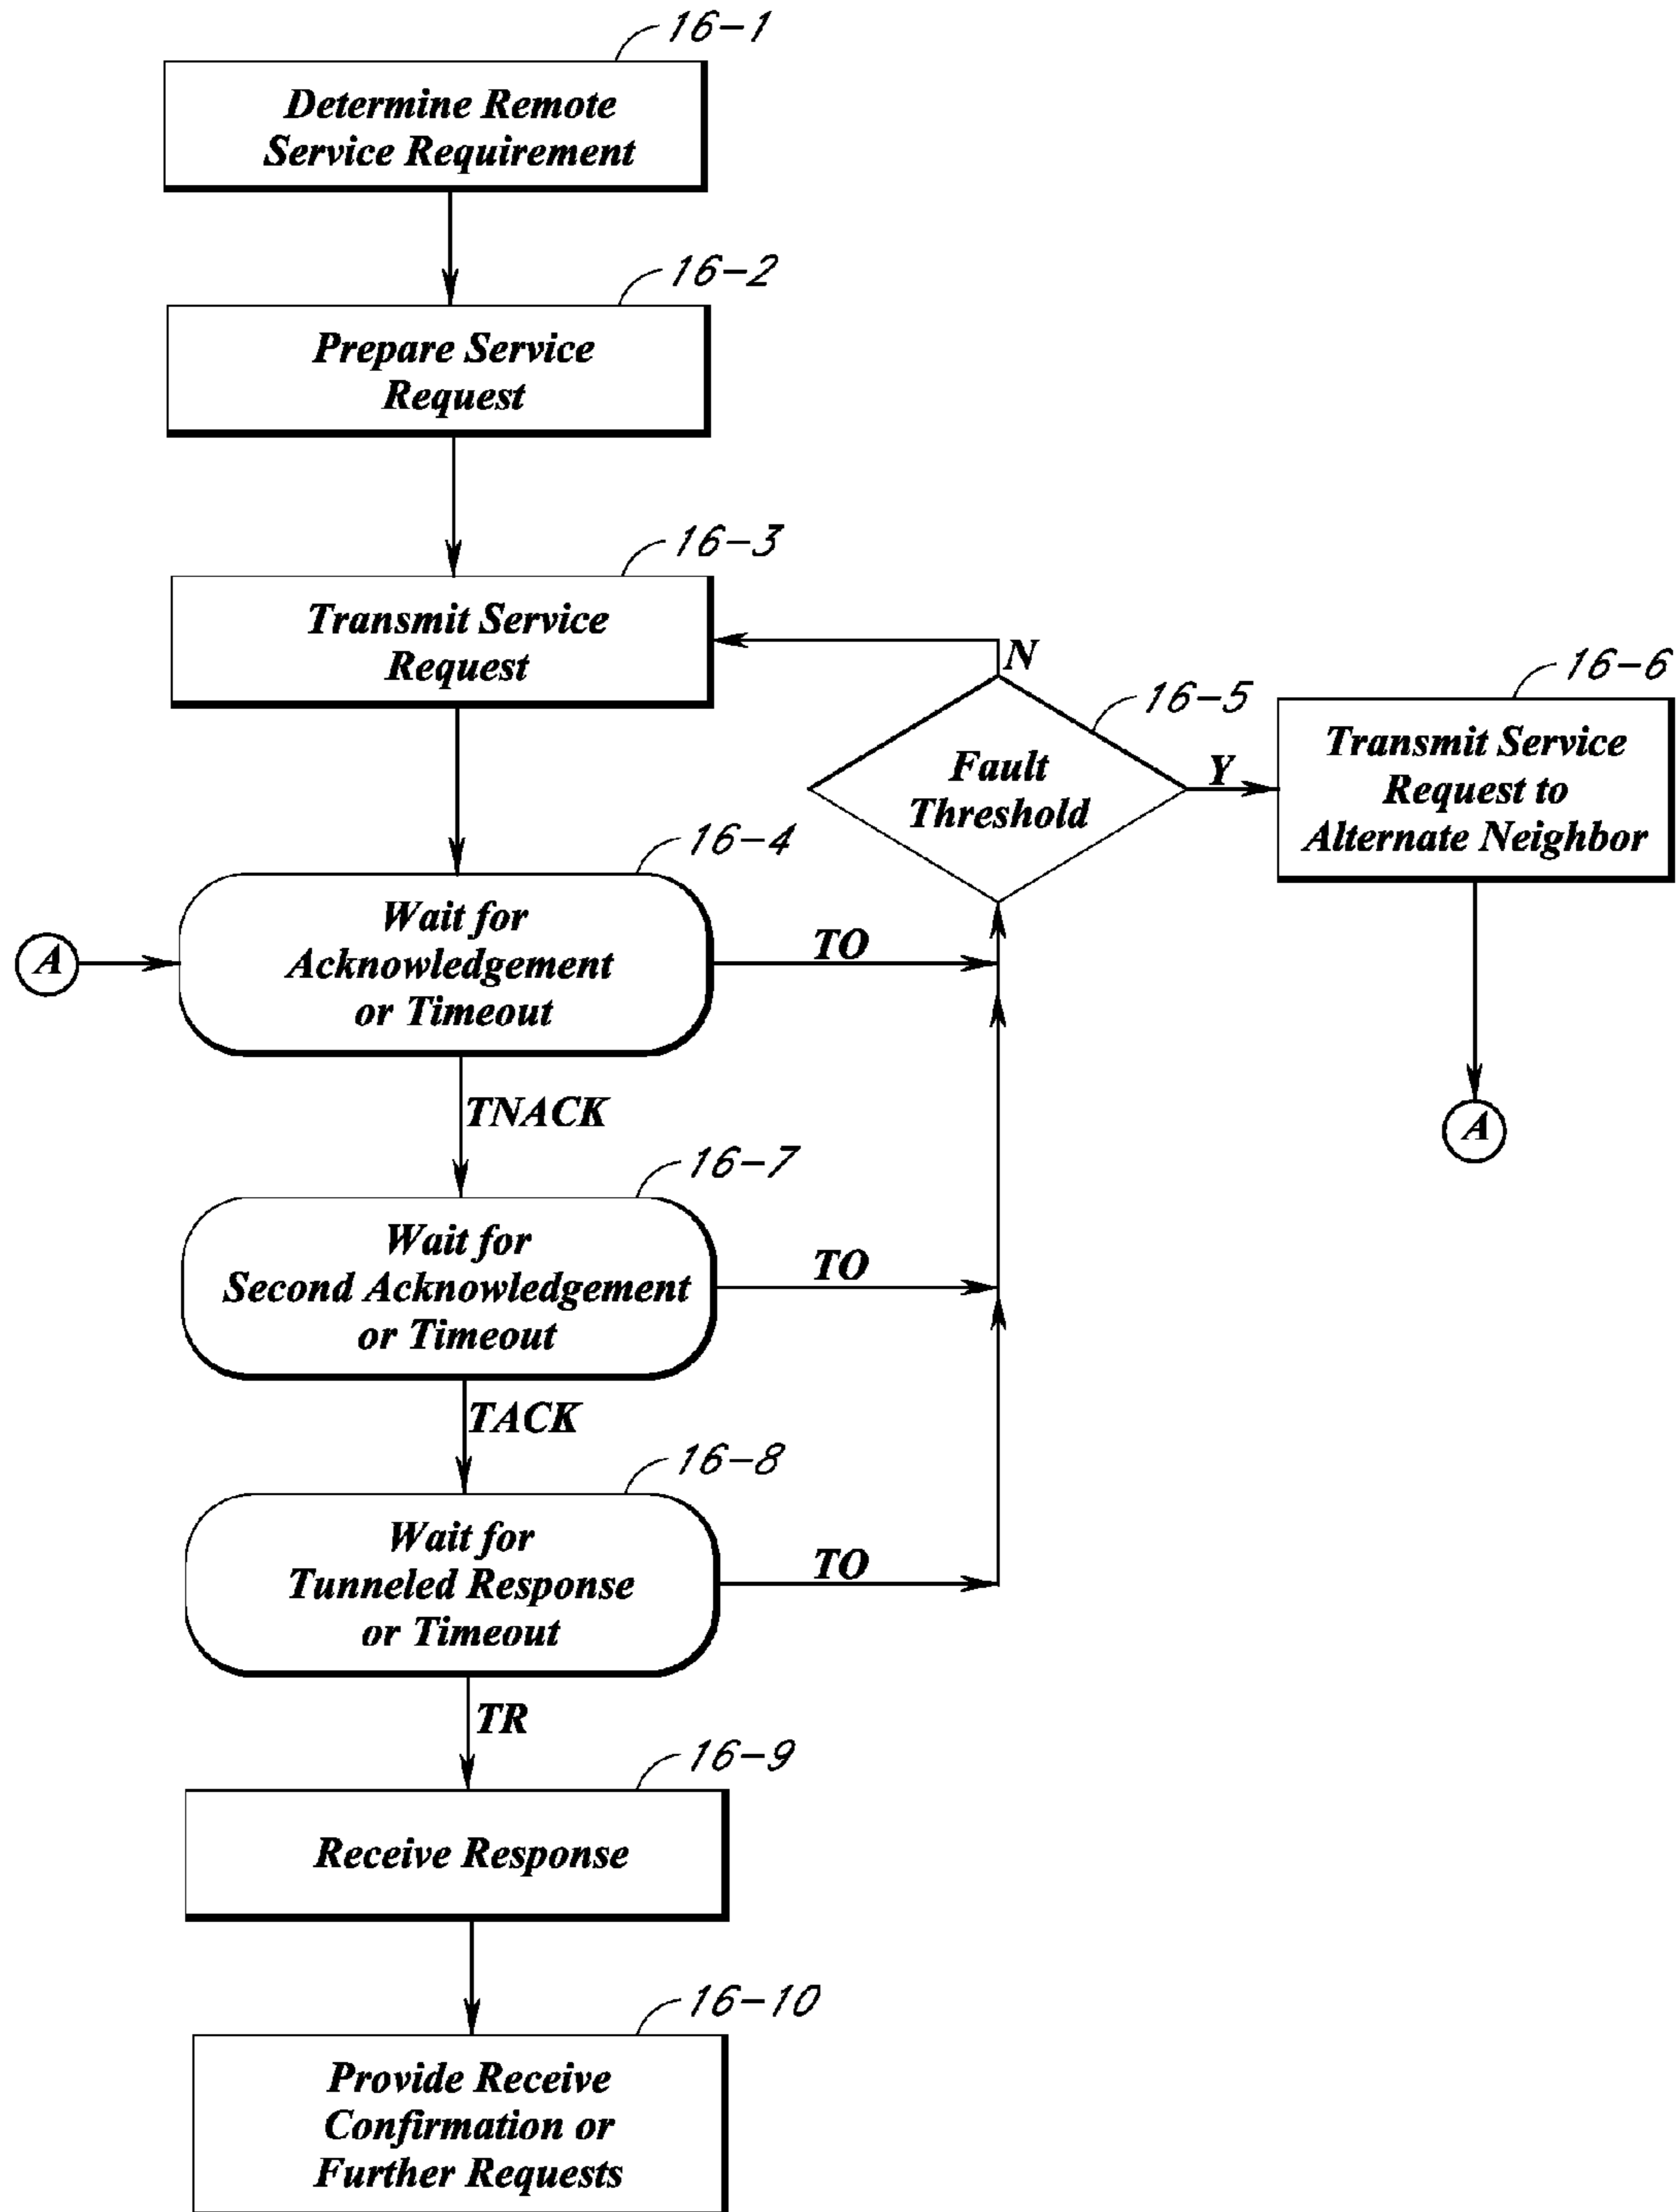 16-1
Determine Remote
Service Requirement
16-2
Prepare Service
Request
16-3
Transmit Service
Request
N
16-5
Fault
Threshold
Y
16-6
Transmit Service
Request to
Alternate Neighbor
A
16-4
A
Wait for
Acknowledgement
or Timeout
TO
TNACK
16-7
Wait for
Second Acknowledgement
or Timeout
TO
TACK
16-8
Wait for
Tunneled Response
or Timeout
TO
TR
16-9
Receive Response
16-10
Provide Receive
Confirmation or
Further Requests